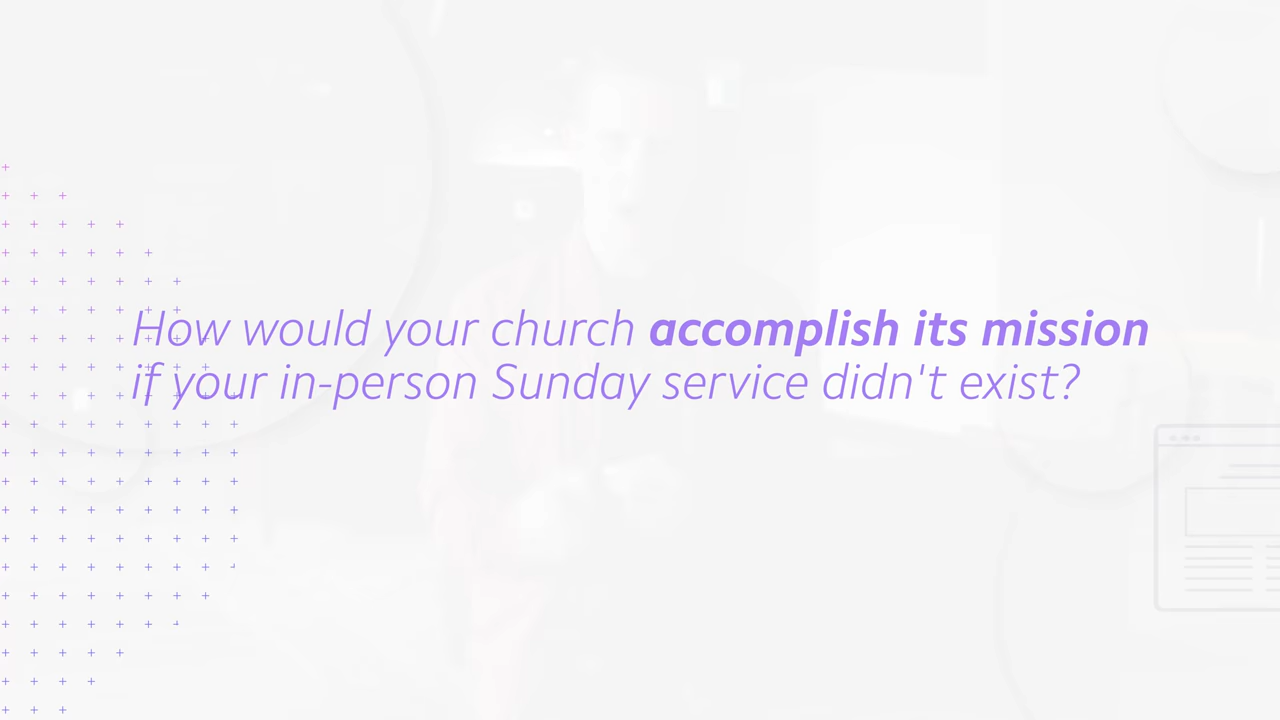 How would your church accomplish its mission
if your in-person Sunday service didn't exist?